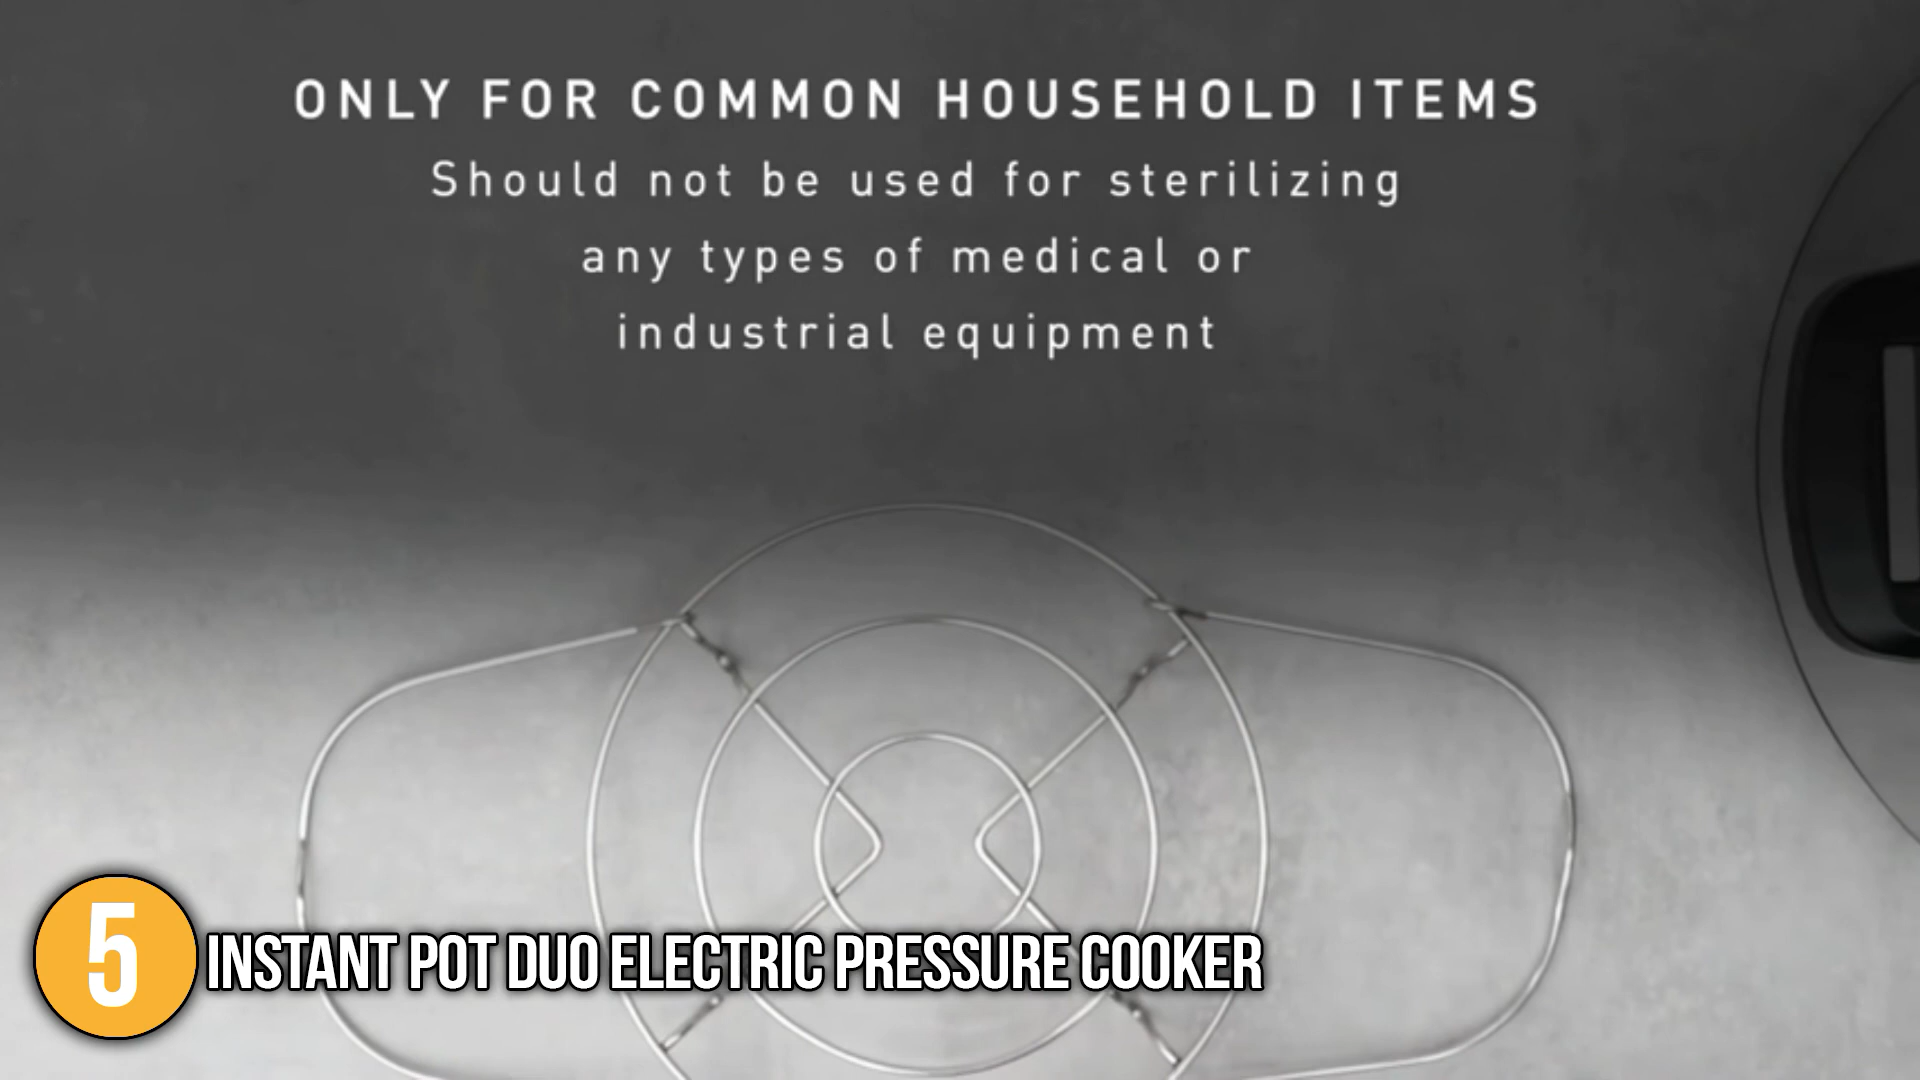 ONLY FOR COMMON HOUSEHOLD ITEMS
Should not be used for sterilizing
any types of medical or
industrial equipment
5
INSTANT POT DUO ELECTRIC PRESSURE COOKER